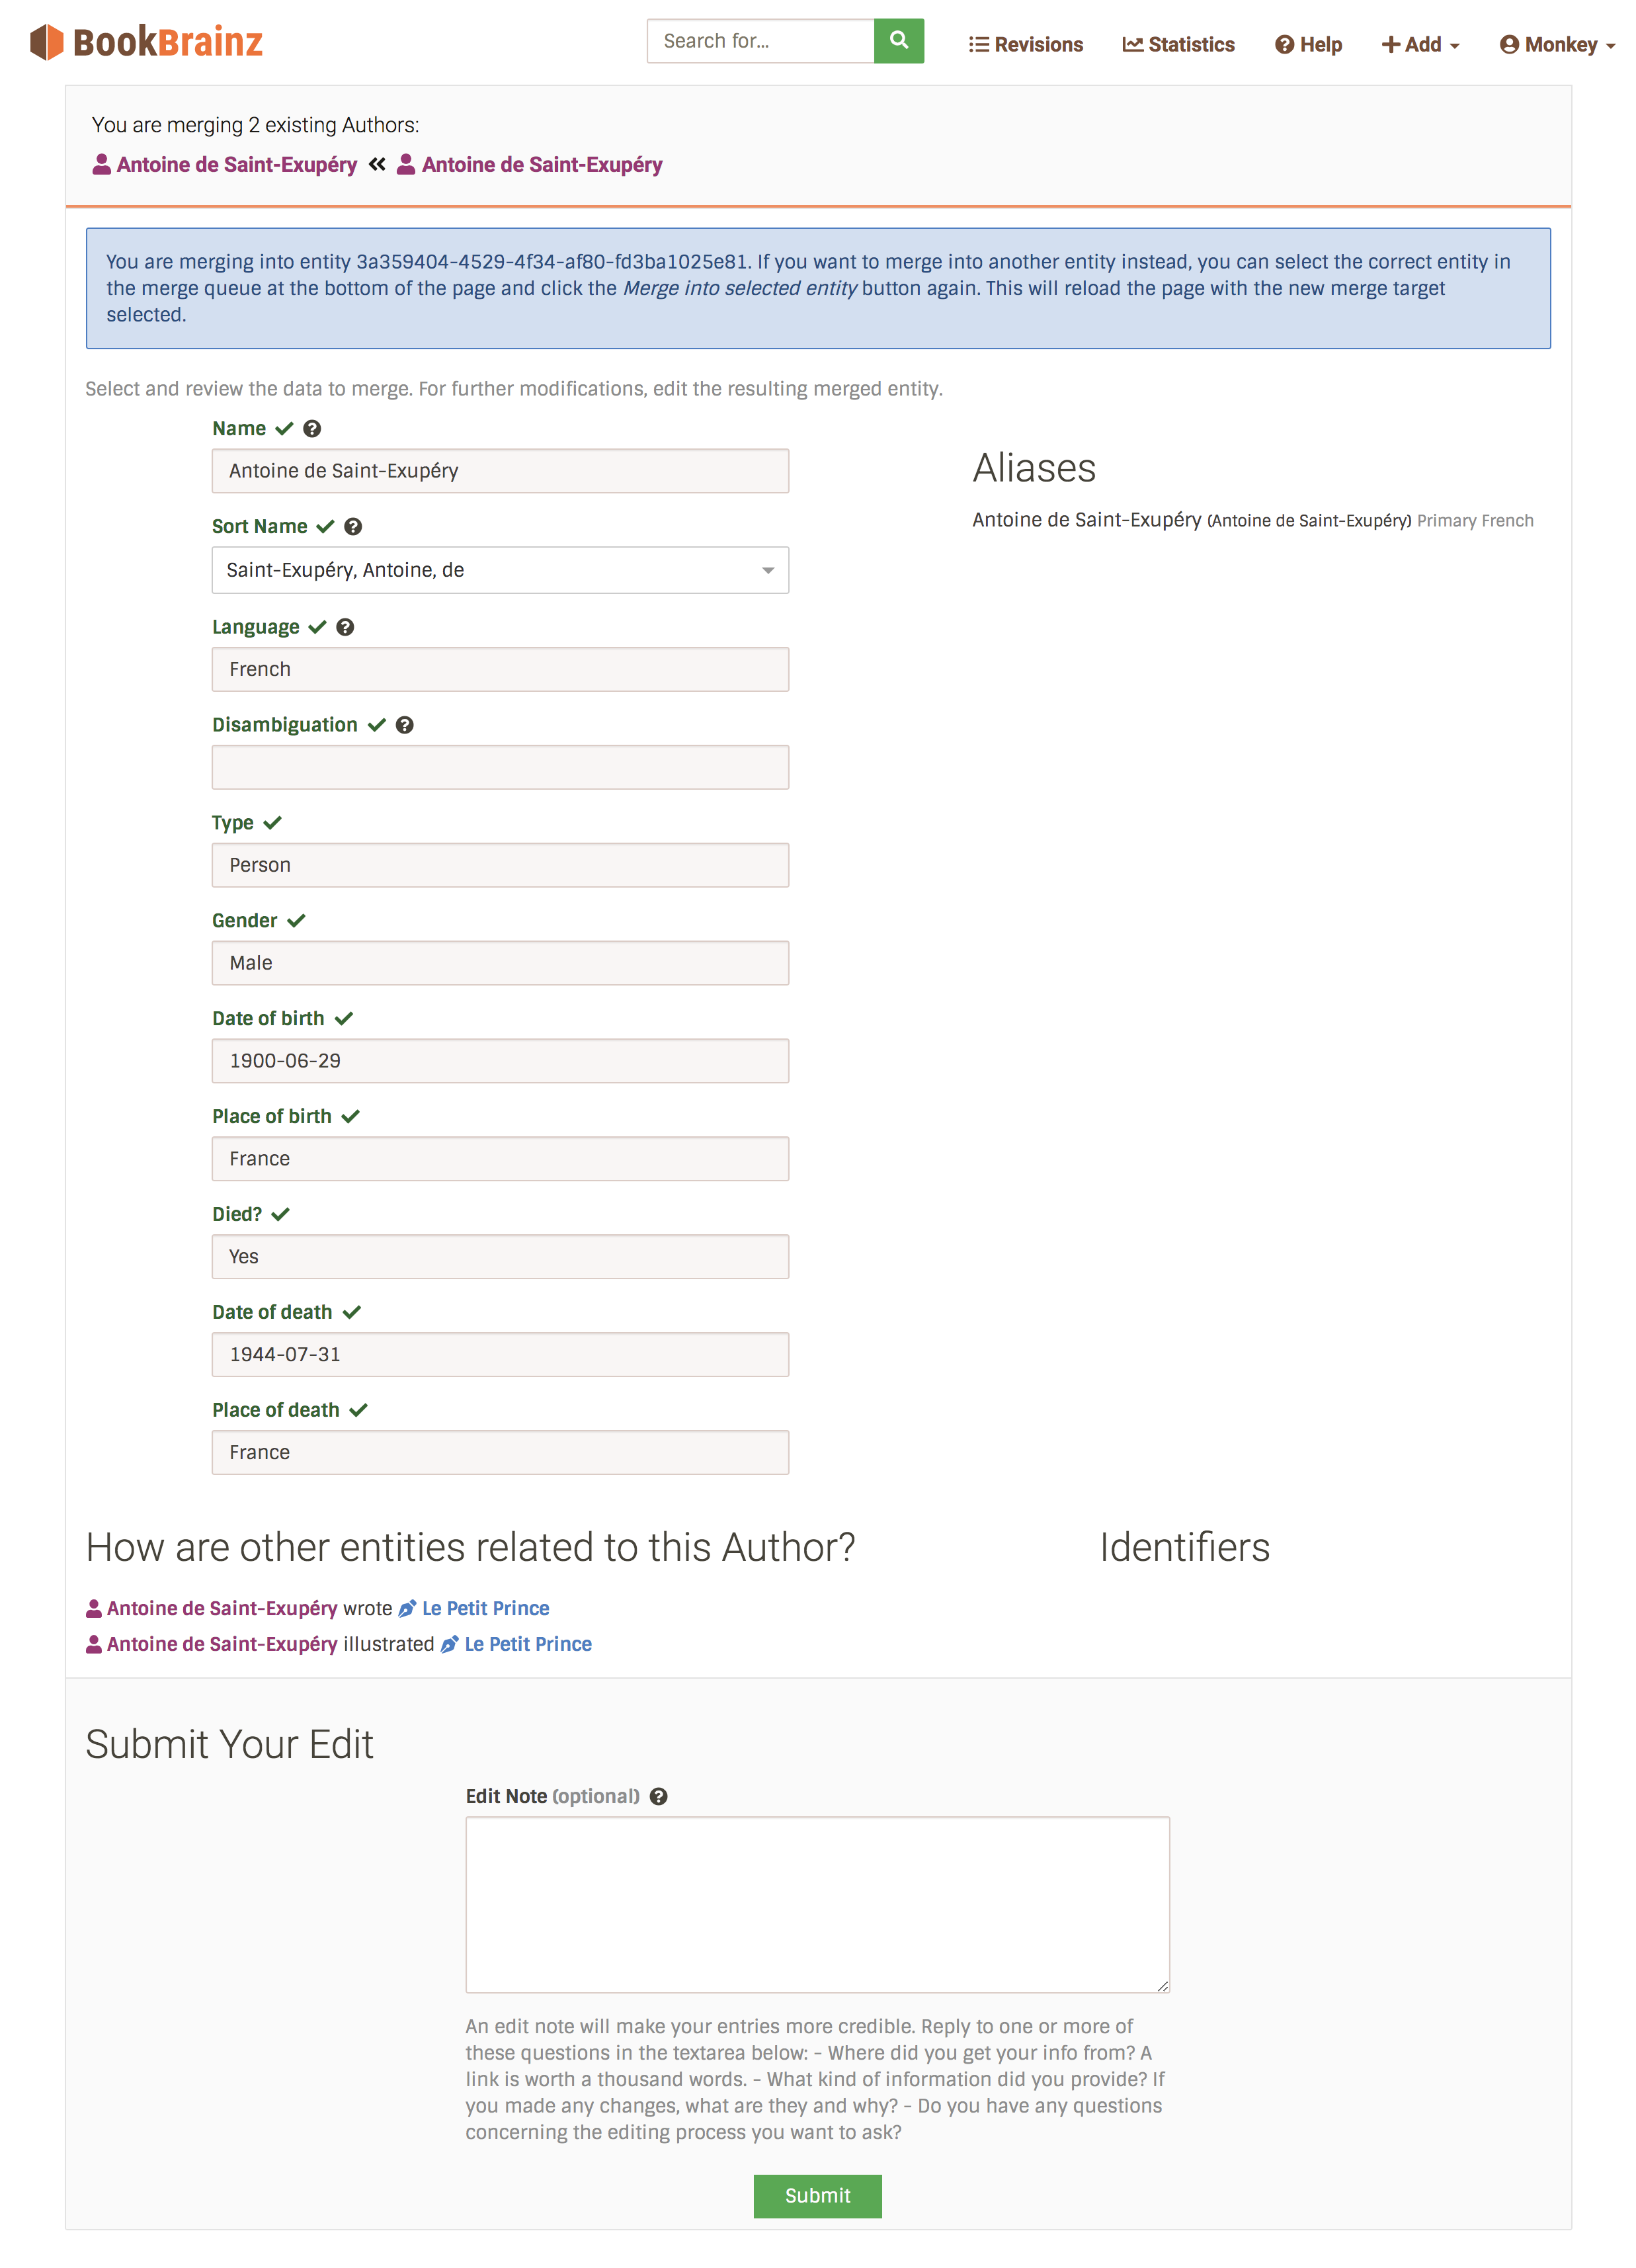 BookBrainz
Search for...
Revisions
Statistics
Help
Add
Monkey
You are merging 2 existing Authors:
Antoine de Saint-Exupéry « Antoine de Saint-Exupéry
You are merging into entity 3a359404-4529-4f34-af80-fd3ba1025e81. If you want to merge into another entity instead, you can select the correct entity in
the merge queue at the bottom of the page and click the Merge into selected entity button again. This will reload the page with the new merge target
selected.
Select and review the data to merge. For further modifications, edit the resulting merged entity.
Name
Antoine de Saint-Exupéry
Sort Name
Saint-Exupéry, Antoine, de
Language
French
Disambiguation
Type
Person
Gender
Male
Date of birth
1900-06-29
Place of birth
France
Died?
Yes
Date of death
1944-07-31
Place of death
France
Aliases
Antoine de Saint-Exupéry (Antoine de Saint-Exupéry) Primary French
How are other entities related to this Author?
Antoine de Saint-Exupéry wrote Le Petit Prince
Antoine de Saint-Exupéry illustrated Le Petit Prince
Identifiers
Submit Your Edit
Edit Note (optional)
An edit note will make your entries more credible. Reply to one or more of
these questions in the textarea below: - Where did you get your info from? A
link is worth a thousand words. - What kind of information did you provide? If
you made any changes, what are they and why? - Do you have any questions
concerning the editing process you want to ask?
Submit